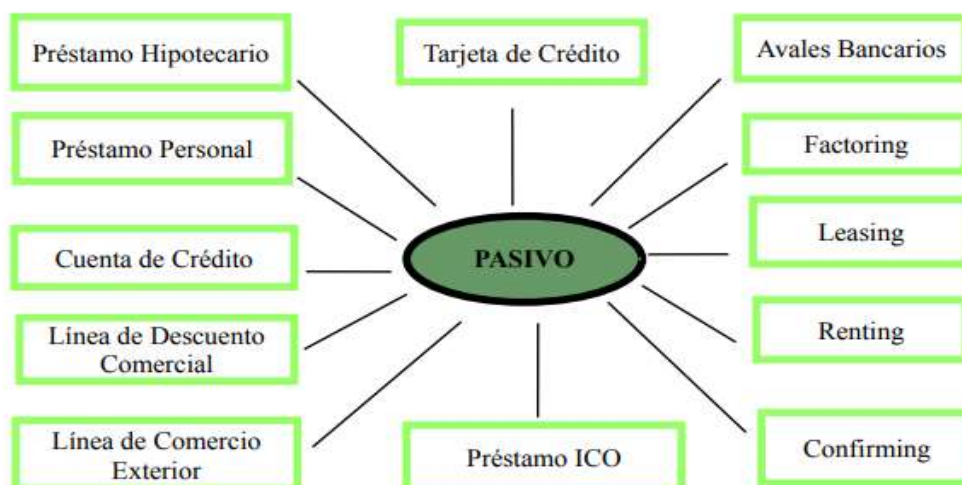 Préstamo Hipotecario
Tarjeta de Crédito
Avales Bancarios
Préstamo Personal
Factoring
Cuenta de Crédito
PASIVO
Leasing
Línea de Descuento
Comercial
Renting
Línea de Comercio
Exterior
Préstamo ICO
Confirming